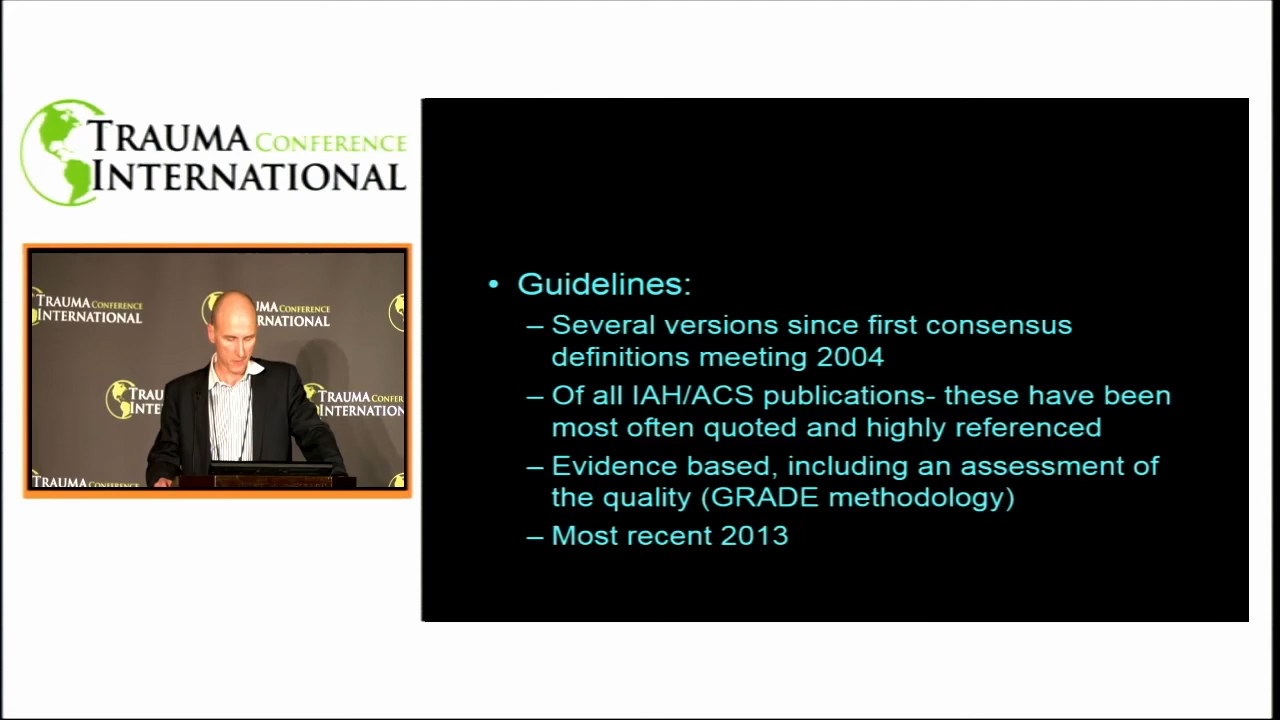 TRAUMA CONFERENCE
INTERNATIONAL
TRAUMA CONFERENCE
INTERNATIONAL
• Guidelines:
– Several versions since first consensus
definitions meeting 2004
– Of all IAH/ACS publications- these have been
most often quoted and highly referenced
– Evidence based, including an assessment of
the quality (GRADE methodology)
– Most recent 2013